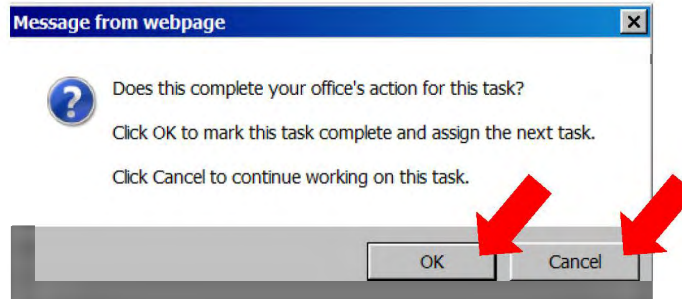 Message from webpage
Does this complete your office's action for this task?
Click OK to mark this task complete and assign the next task.
Click Cancel to continue working on this task.
OK
Cancel